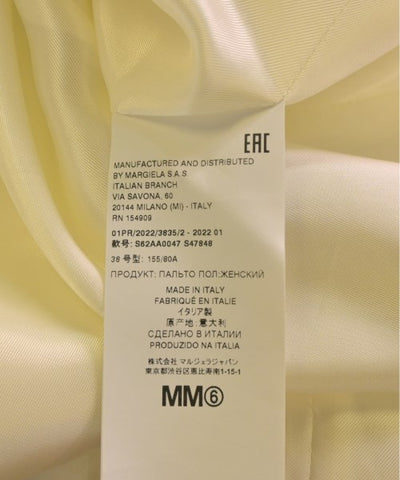 EAC
MANUFACTURED AND DISTRIBUTED
BY MARGIELA S.A.S.
ITALIAN BRANCH
VIA SAVONA, 60
20144 MILANO (MI) - ITALY
RN 154909
01PR/2022/3835/2 - 2022 01
款号: S62AA0047 S47848
38 号型: 155/80A
ПРОДУКТ: ПАЛЬТО ПОЛ:ЖЕНСКИЙ
MADE IN ITALY
FABRIQUÉ EN ITALIE
イタリア製
原产地: 意大利
СДЕЛАНО В ИТАЛИИ
PRODUZIDO NA ITALIA
株式会社 マルジェラジャパン
東京都渋谷区恵比寿南1-15-1
MM⑥